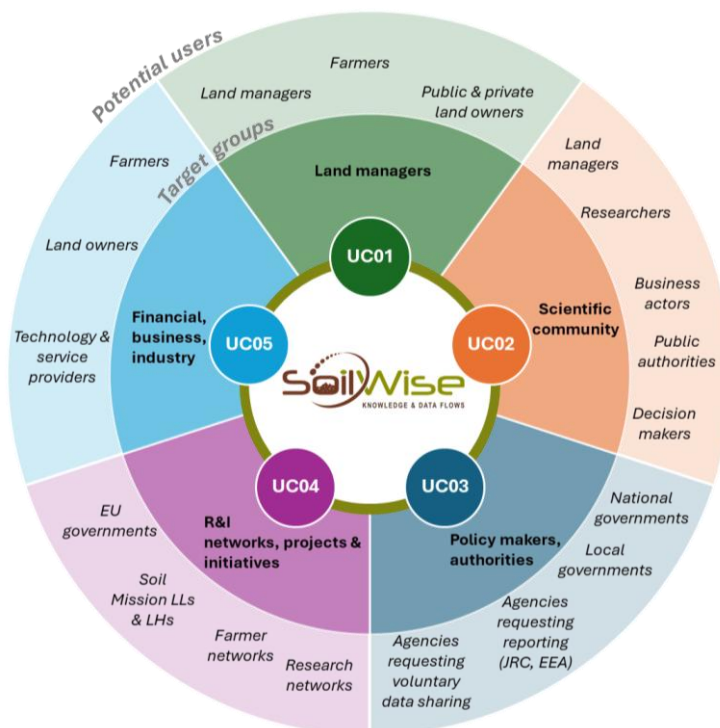 Potential users
Target groups
Farmers
Land managers
Public & private
land owners
Land managers
UC01
Land
managers
Researchers
Business
actors
Public
authorities
Decision
makers
Scientific
community
UC02
National
governments
Local
governments
Agencies
requesting
reporting
(JRC, EEA)
Agencies
requesting
voluntary
data sharing
Policy makers,
authorities
UC03
EU
governments
Soil
Mission LLs
& LHs
Farmer
networks
Research
networks
R&I
networks, projects &
initiatives
UC04
Farmers
Land owners
Technology &
service
providers
Financial,
business,
industry
UC05
SoilWise
KNOWLEDGE & DATA FLOWS